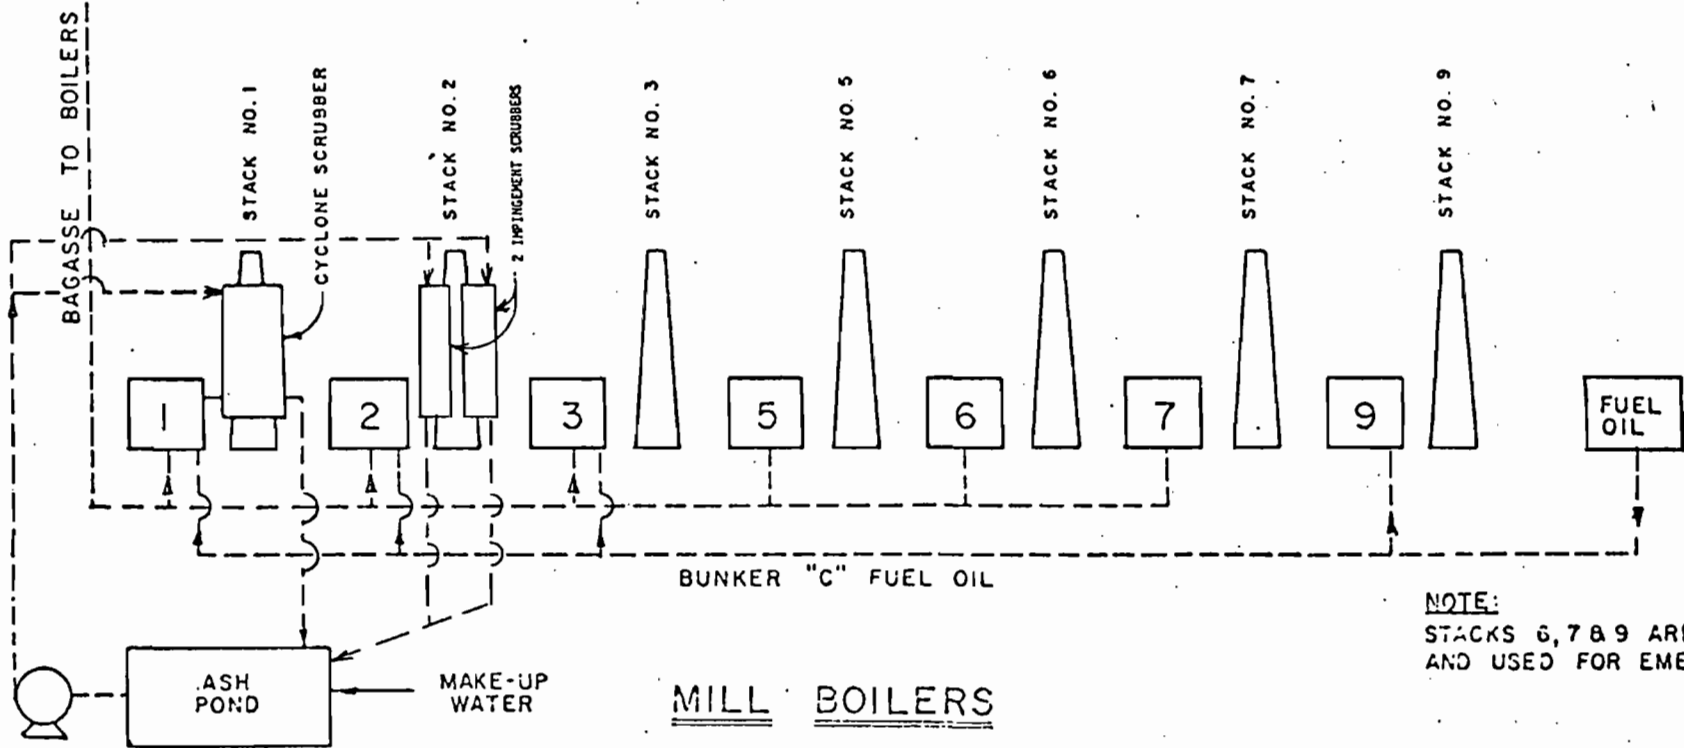 BAGASSE TO BOILERS
STACK NO.1
CYCLONE SCRUBBER
STACK NO.2
2 IMPINGEMENT SCRUBBERS
STACK NO. 3
STACK NO. 5
STACK NO. 6
STACK NO. 7
STACK NO. 9
1
2
3
5
6
7
9
FUEL
OIL
BUNKER "C" FUEL OIL
NOTE:
STACKS 6, 7 & 9 ARE
AND USED FOR EME
ASH
POND
MAKE-UP
WATER
MILL BOILERS